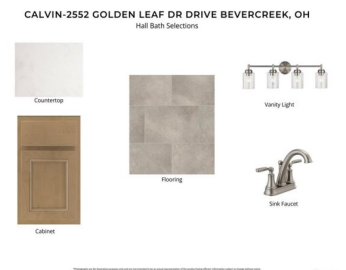 CALVIN-2552 GOLDEN LEAF DR DRIVE BEVERCREEK, OH
Hall Bath Selections
Countertop
Vanity Light
Flooring
Sink Faucet
Cabinet